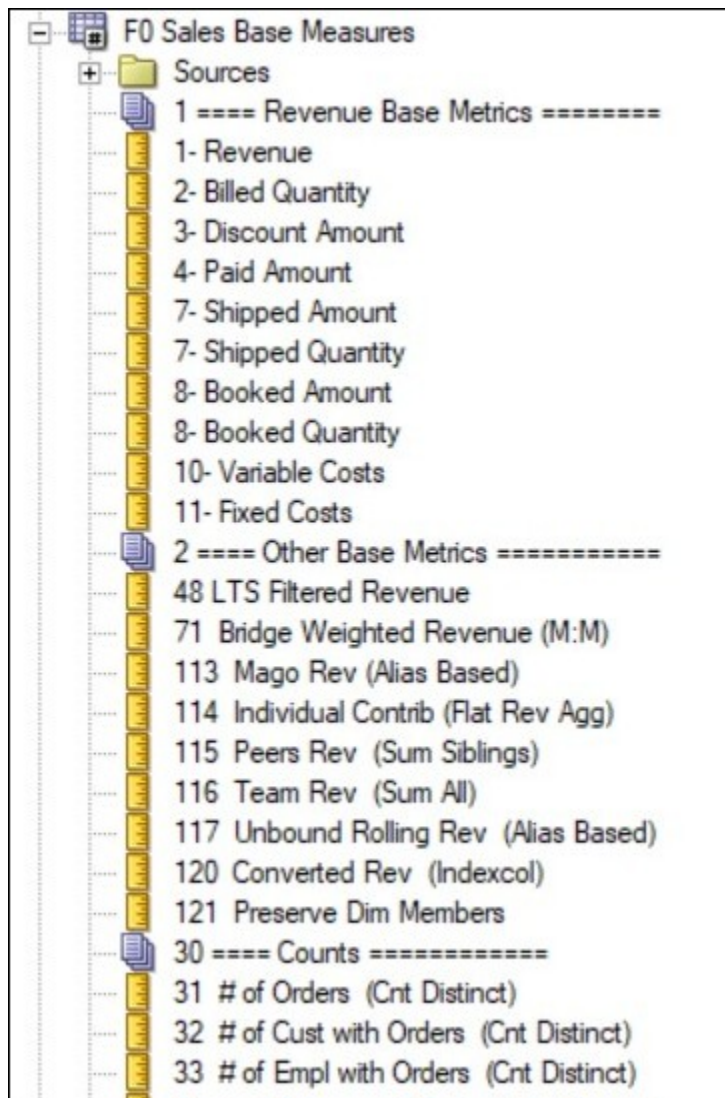 F0 Sales Base Measures
Sources
1 ==== Revenue Base Metrics ========
1- Revenue
2- Billed Quantity
3- Discount Amount
4- Paid Amount
7- Shipped Amount
7- Shipped Quantity
8- Booked Amount
8- Booked Quantity
10- Variable Costs
11- Fixed Costs
2 ==== Other Base Metrics ===========
48 LTS Filtered Revenue
71 Bridge Weighted Revenue (M:M)
113 Mago Rev (Alias Based)
114 Individual Contrib (Flat Rev Agg)
115 Peers Rev (Sum Siblings)
116 Team Rev (Sum All)
117 Unbound Rolling Rev (Alias Based)
120 Converted Rev (Indexcol)
121 Preserve Dim Members
30 ==== Counts ============
31 # of Orders (Cnt Distinct)
32 # of Cust with Orders (Cnt Distinct)
33 # of Empl with Orders (Cnt Distinct)